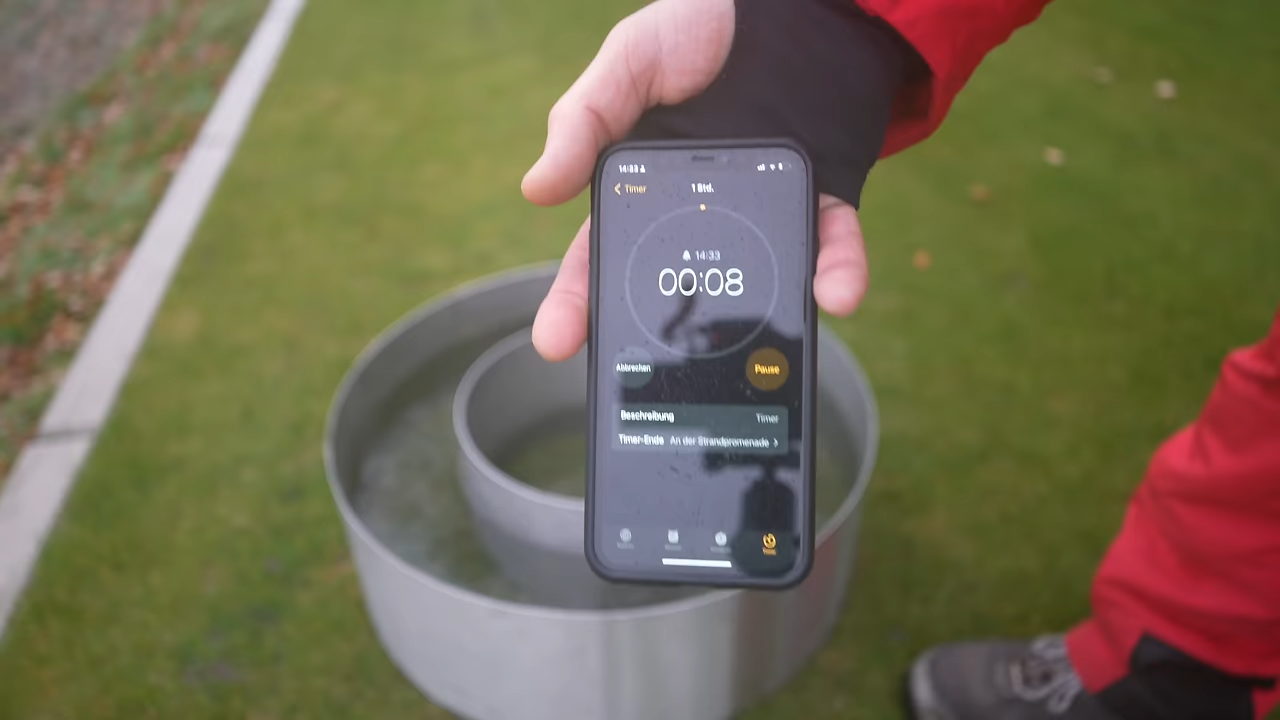 14:33
Timer
1 Std.
14:33
00:08
Abbrechen
Pause
Beschreibung Timer
Timer-Ende An der Strandpromenade